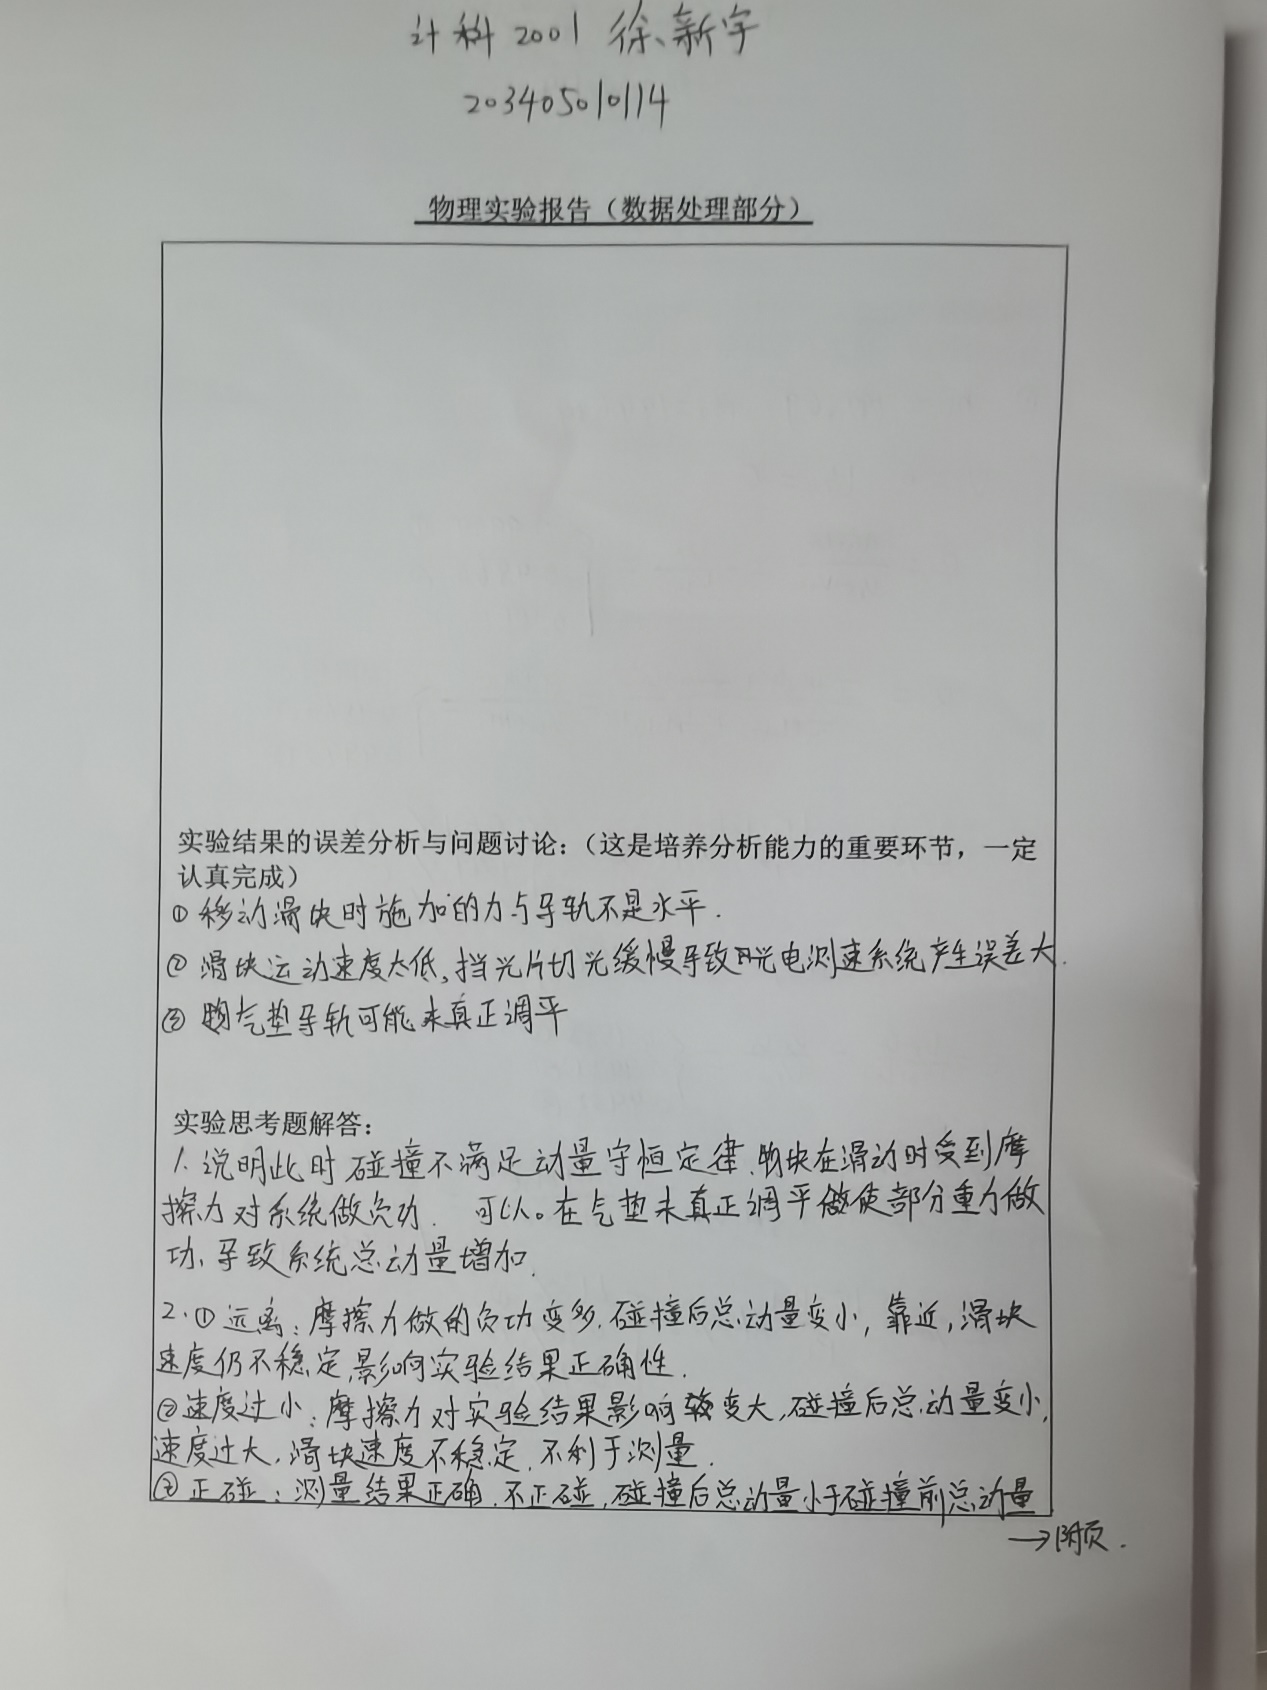 计科2001 徐新宇
203405010114
物理实验报告（数据处理部分）
实验结果的误差分析与问题讨论：（这是培养分析能力的重要环节，一定
认真完成）
① 移动滑块时施加的力与导轨不是水平.
② 滑块运动速度太低,挡光片切光缓慢导致光电测速系统产生误差大.
③ 气垫导轨可能未真正调平
实验思考题解答：
1. 说明此时碰撞不满足动量守恒定律.物块在滑动时受到摩
擦力对系统做负功. 可以。在气垫未真正调平使部分重力做
功、导致系统总动量增加.
2.①远离：摩擦力做的负功变多.碰撞后总动量变小,靠近,滑块
速度仍不稳定,影响实验结果正确性.
②速度过小：摩擦力对实验结果影响变大,碰撞后总动量变小,
速度过大.滑块速度不稳定.不利于测量.
③正碰：测量结果正确.不正碰,碰撞后总动量小于碰撞前总动量
→附页.